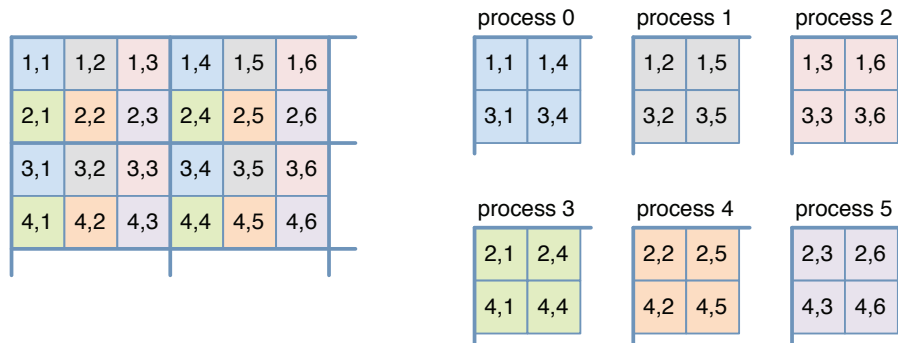 1,1 1,2 1,3 1,4 1,5 1,6
2,1 2,2 2,3 2,4 2,5 2,6
3,1 3,2 3,3 3,4 3,5 3,6
4,1 4,2 4,3 4,4 4,5 4,6
process 0
1,1 1,4
3,1 3,4
process 1
1,2 1,5
3,2 3,5
process 2
1,3 1,6
3,3 3,6
process 3
2,1 2,4
4,1 4,4
process 4
2,2 2,5
4,2 4,5
process 5
2,3 2,6
4,3 4,6